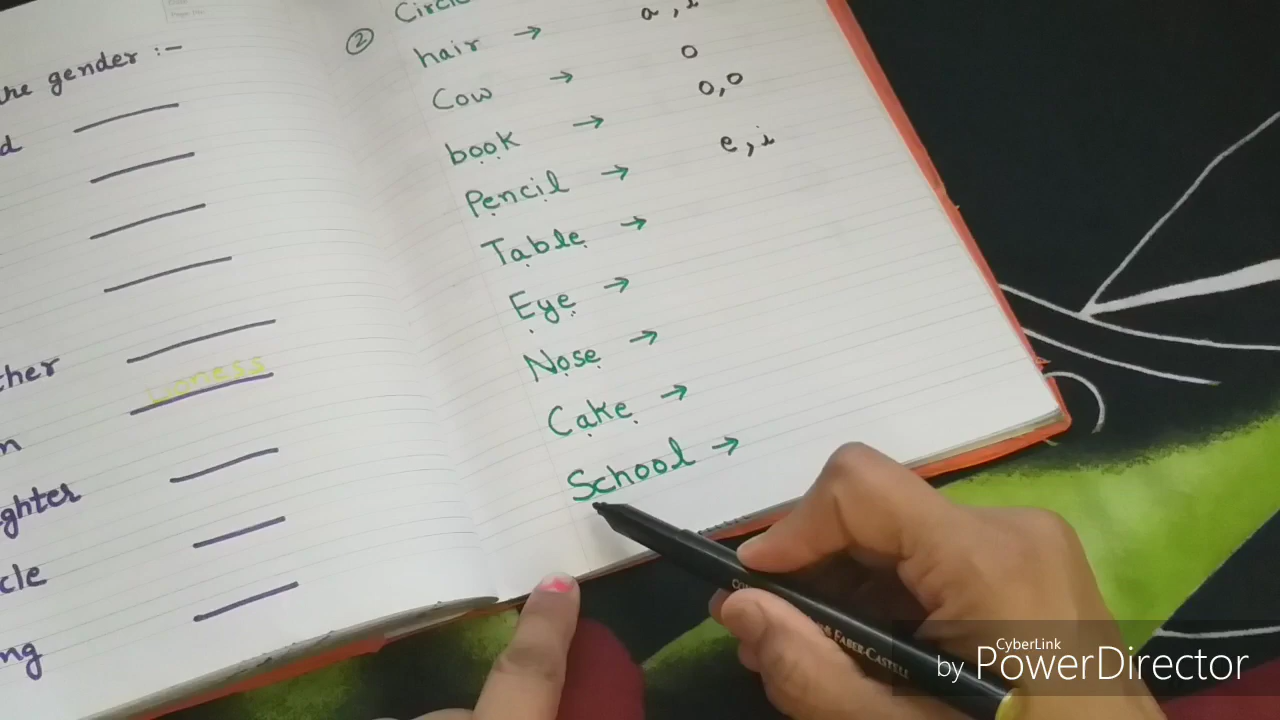 the gender :-
d
ther
Lioness
n
ghter
cle
ng
② Circle
hair → a, i
Cow → o
book → o, o
Pencil → e, i
Table →
Eye →
Nose →
Cake →
School →
FABER-CASTELL
by CyberLink PowerDirector